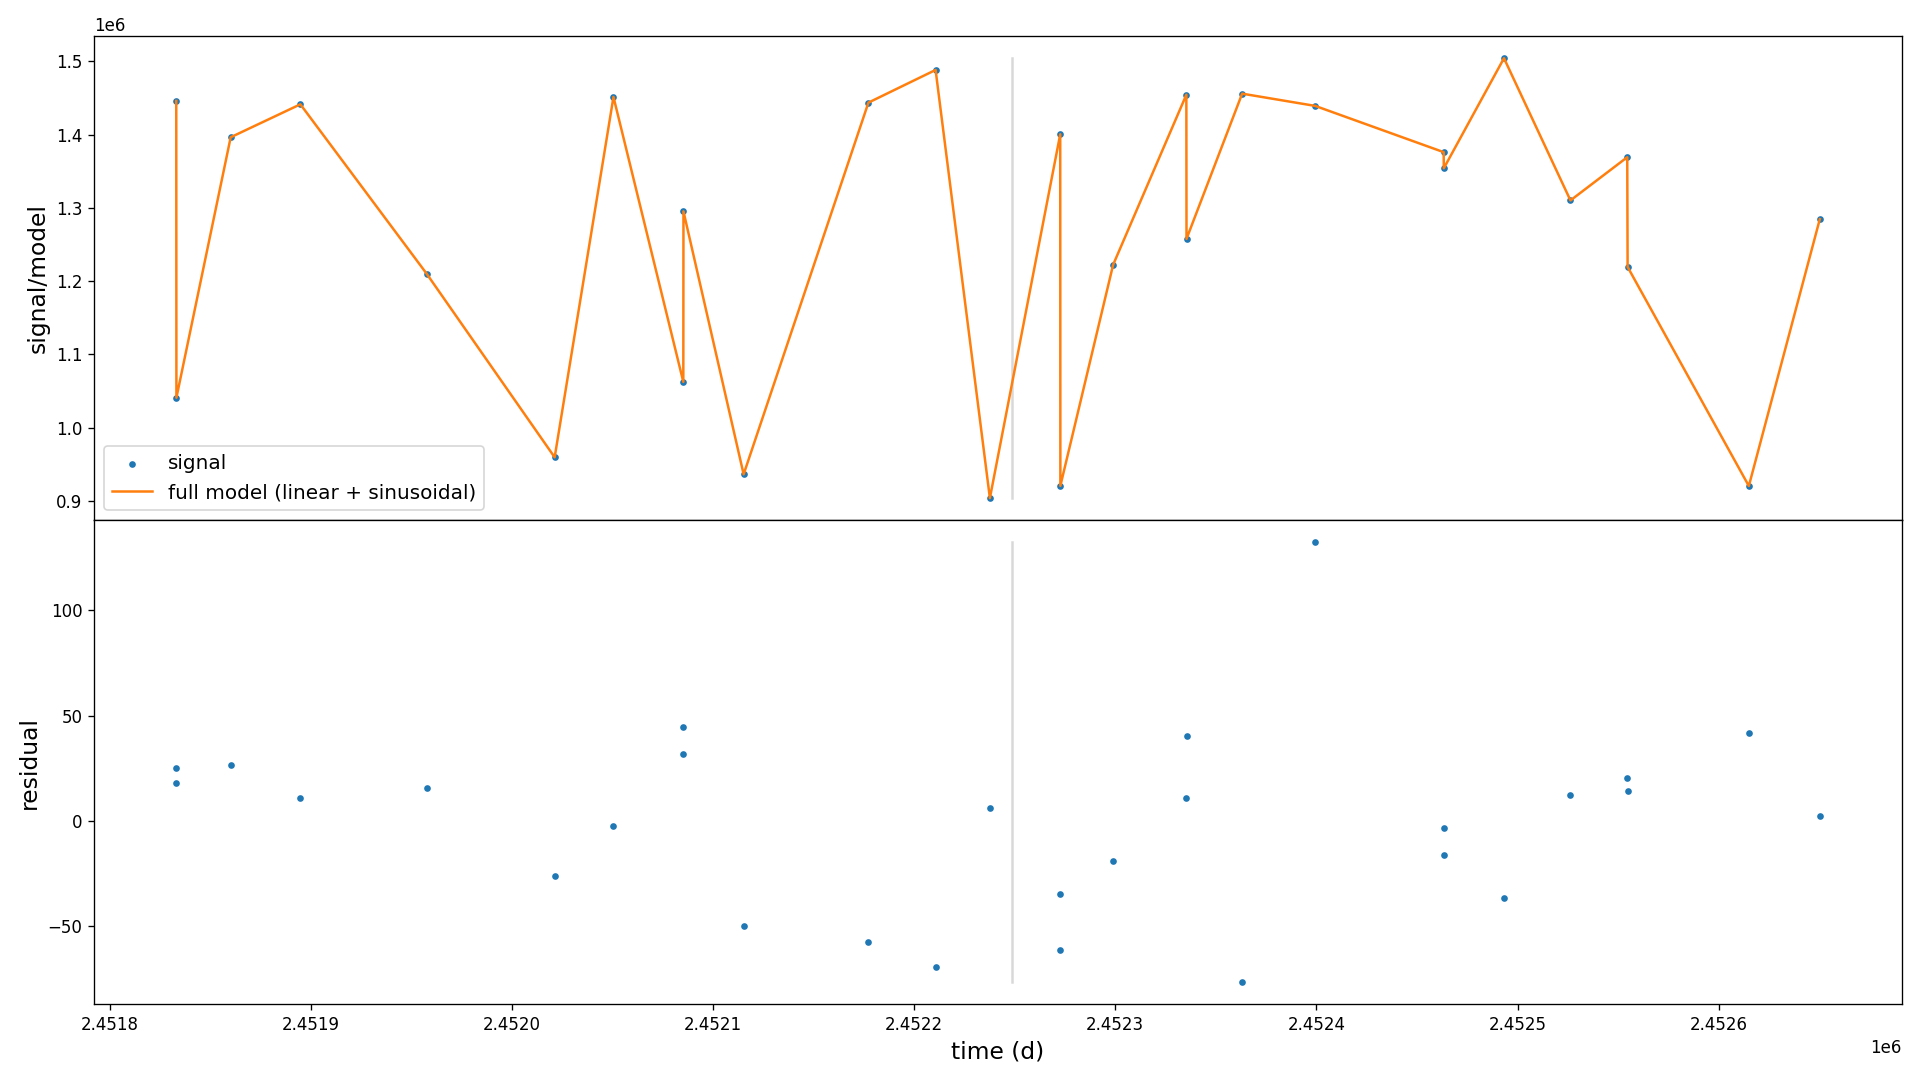 1e6
1.5
1.4
1.3
1.2
1.1
1.0
0.9
signal/model
signal
full model (linear + sinusoidal)
100
50
0
−50
residual
2.4518 2.4519 2.4520 2.4521 2.4522 2.4523 2.4524 2.4525 2.4526
1e6
time (d)